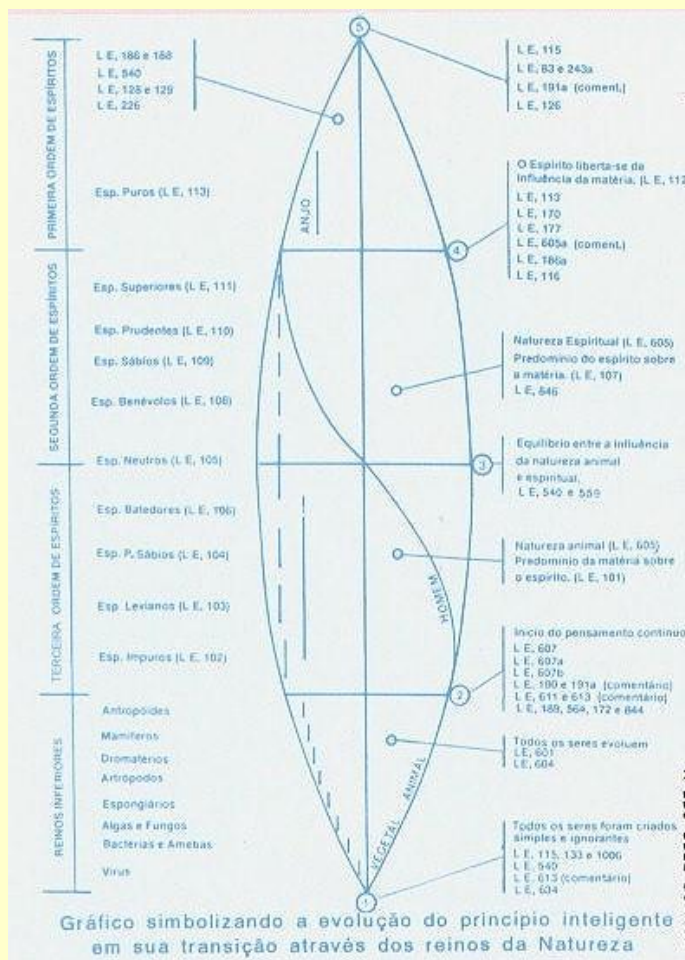 5
PRIMEIRA ORDEM DE ESPÍRITOS
L E, 186 e 188
L E, 540
L E, 128 e 129
L E, 226
Esp. Puros (L E, 113)
ANJO
L E, 115
L E, 83 e 243a
L E, 191a (coment.)
L E, 126
O Espírito liberta-se da
Influência da matéria. (L E, 112
L E, 113
L E, 170
L E, 177
L E, 605a (coment.)
L E, 186a
L E, 116
4
SEGUNDA ORDEM DE ESPÍRITOS
Esp. Superiores (L E, 111)
Esp. Prudentes (L E, 110)
Esp. Sábios (L E, 109)
Esp. Benévolos (L E, 108)
Esp. Neutros (L E, 105)
Natureza Espiritual (L E, 605)
Predomínio do espírito sobre
a matéria. (L E, 107)
L E, 846
3
Equilíbrio entre a influência
da natureza animal
e espiritual.
L E, 540 e 559
TERCEIRA ORDEM DE ESPÍRITOS
Esp. Batedores (L E, 106)
Esp. P. Sábios (L E, 104)
Esp. Levianos (L E, 103)
Esp. Impuros (L E, 102)
HOMEM
Natureza animal (L E, 605)
Predomínio da matéria sobre
o espírito. (L E, 101)
2
Início do pensamento contínuo
L E, 607
L E, 607a
L E, 607b
L E, 190 e 191a (comentário)
L E, 611 e 613 (comentário)
L E, 189, 564, 172 e 844
REINOS INFERIORES
Antropóides
Mamíferos
Dromatérios
Artrópodos
Espongiários
Algas e Fungos
Bactérias e Amebas
Vírus
VEGETAL ANIMAL
Todos os seres evoluem
L E, 601
L E, 604
Todos os seres foram criados
simples e ignorantes
L E, 115, 133 e 1006
L E, 540
L E, 613 (comentário)
L E, 634
1
Gráfico simbolizando a evolução do princípio inteligente
em sua transição através dos reinos da Natureza